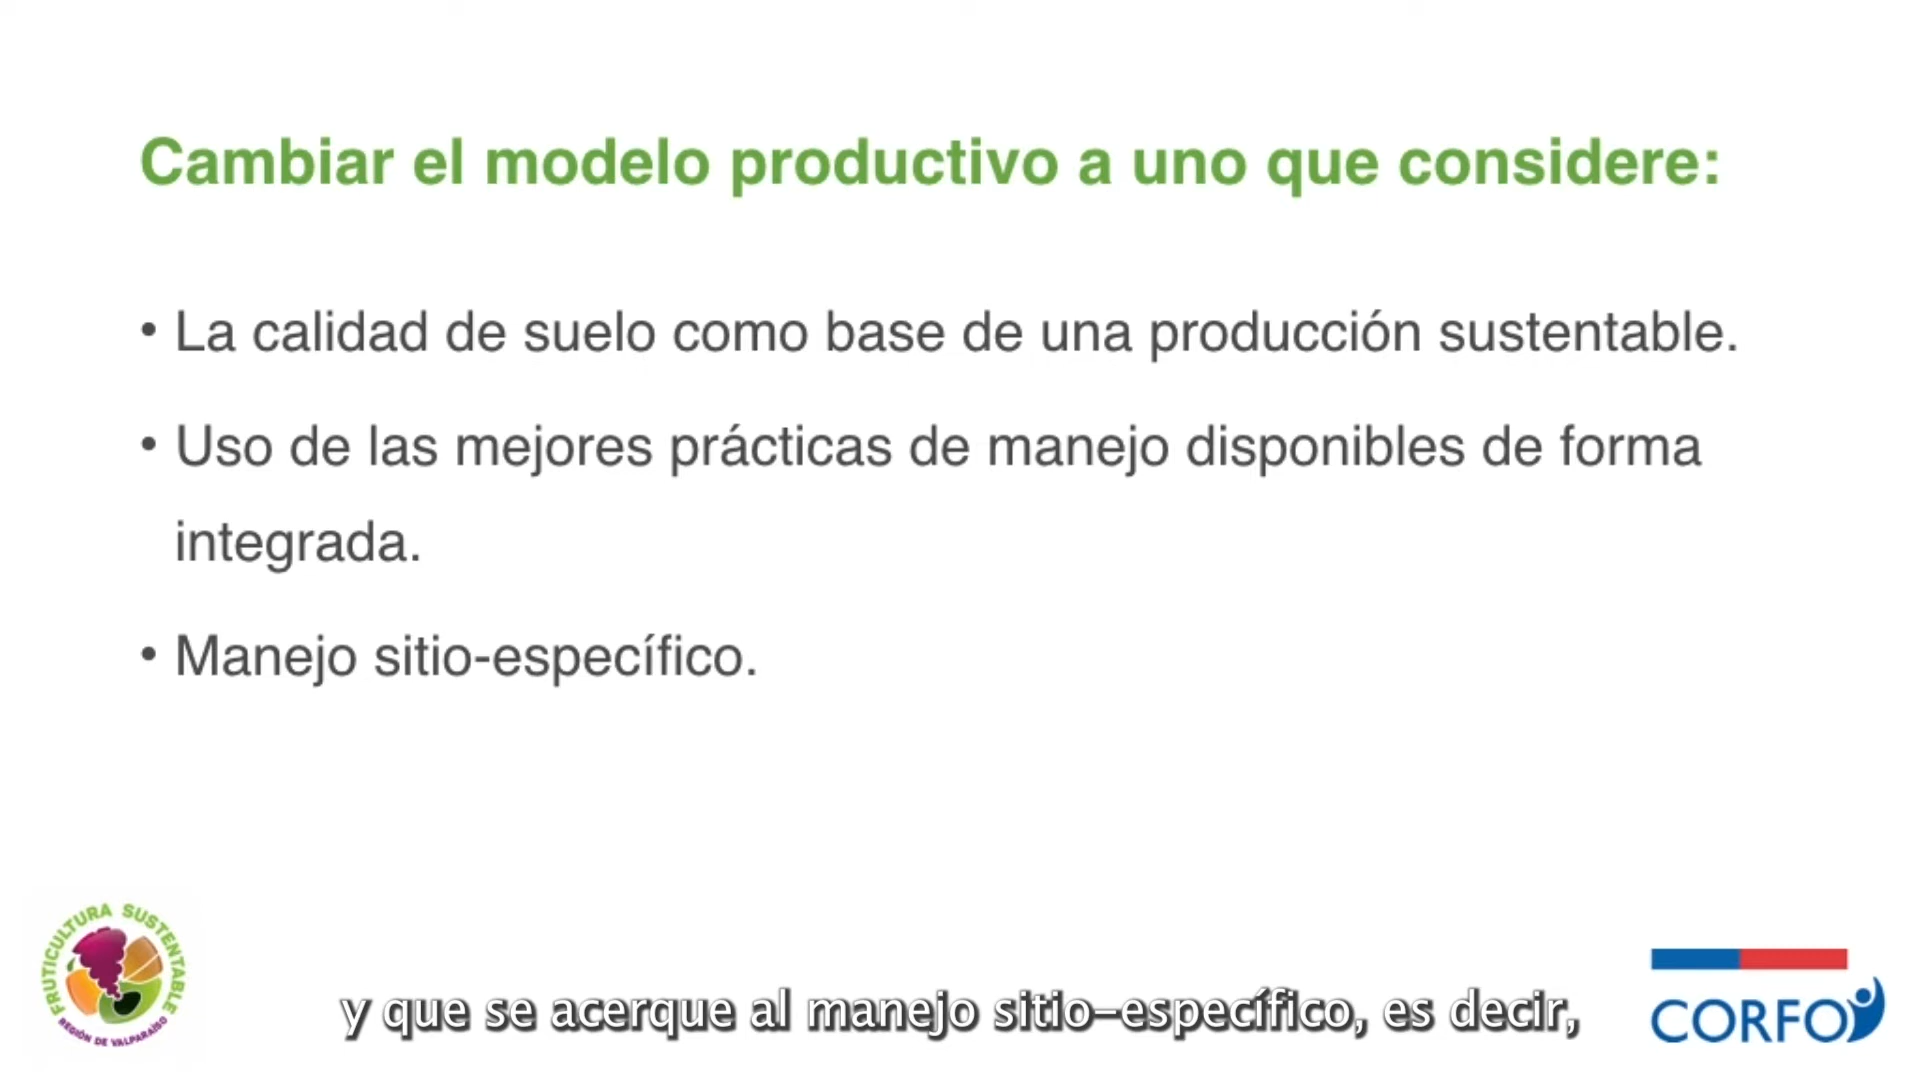 Cambiar el modelo productivo a uno que considere:
• La calidad de suelo como base de una producción sustentable.
• Uso de las mejores prácticas de manejo disponibles de forma
integrada.
• Manejo sitio-específico.
FRUTICULTURA SUSTENTABLE
REGIÓN DE VALPARAÍSO
y que se acerque al manejo sitio-específico, es decir,
CORFO